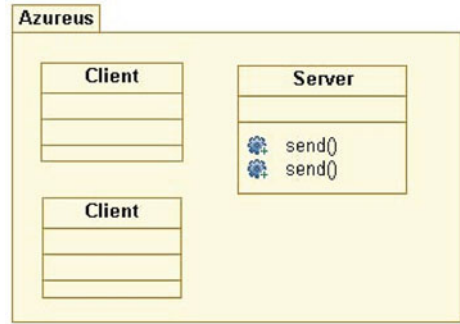 Azureus
Client
Server
send()
send()
Client